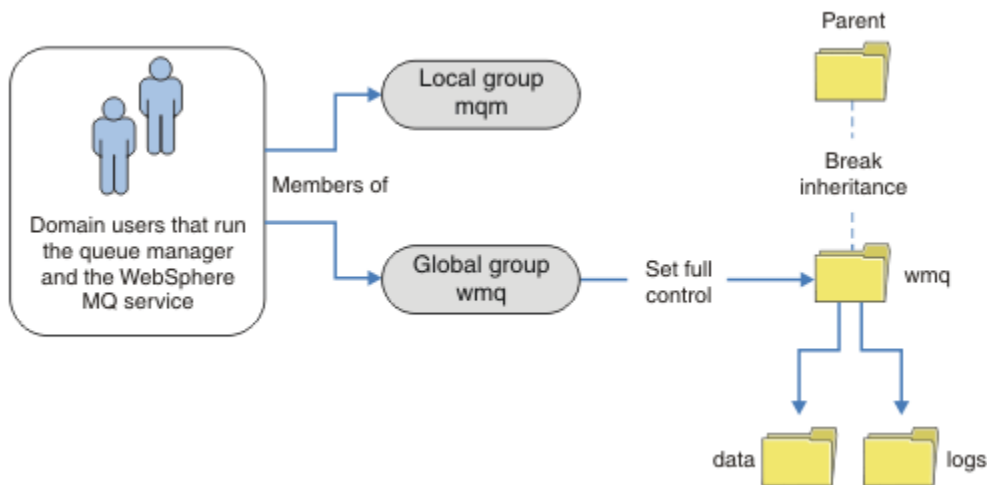 Parent
Local group
mqm
Members of
Break
inheritance
Domain users that run
the queue manager
and the WebSphere
MQ service
Global group
wmq
Set full
control
wmq
data
logs